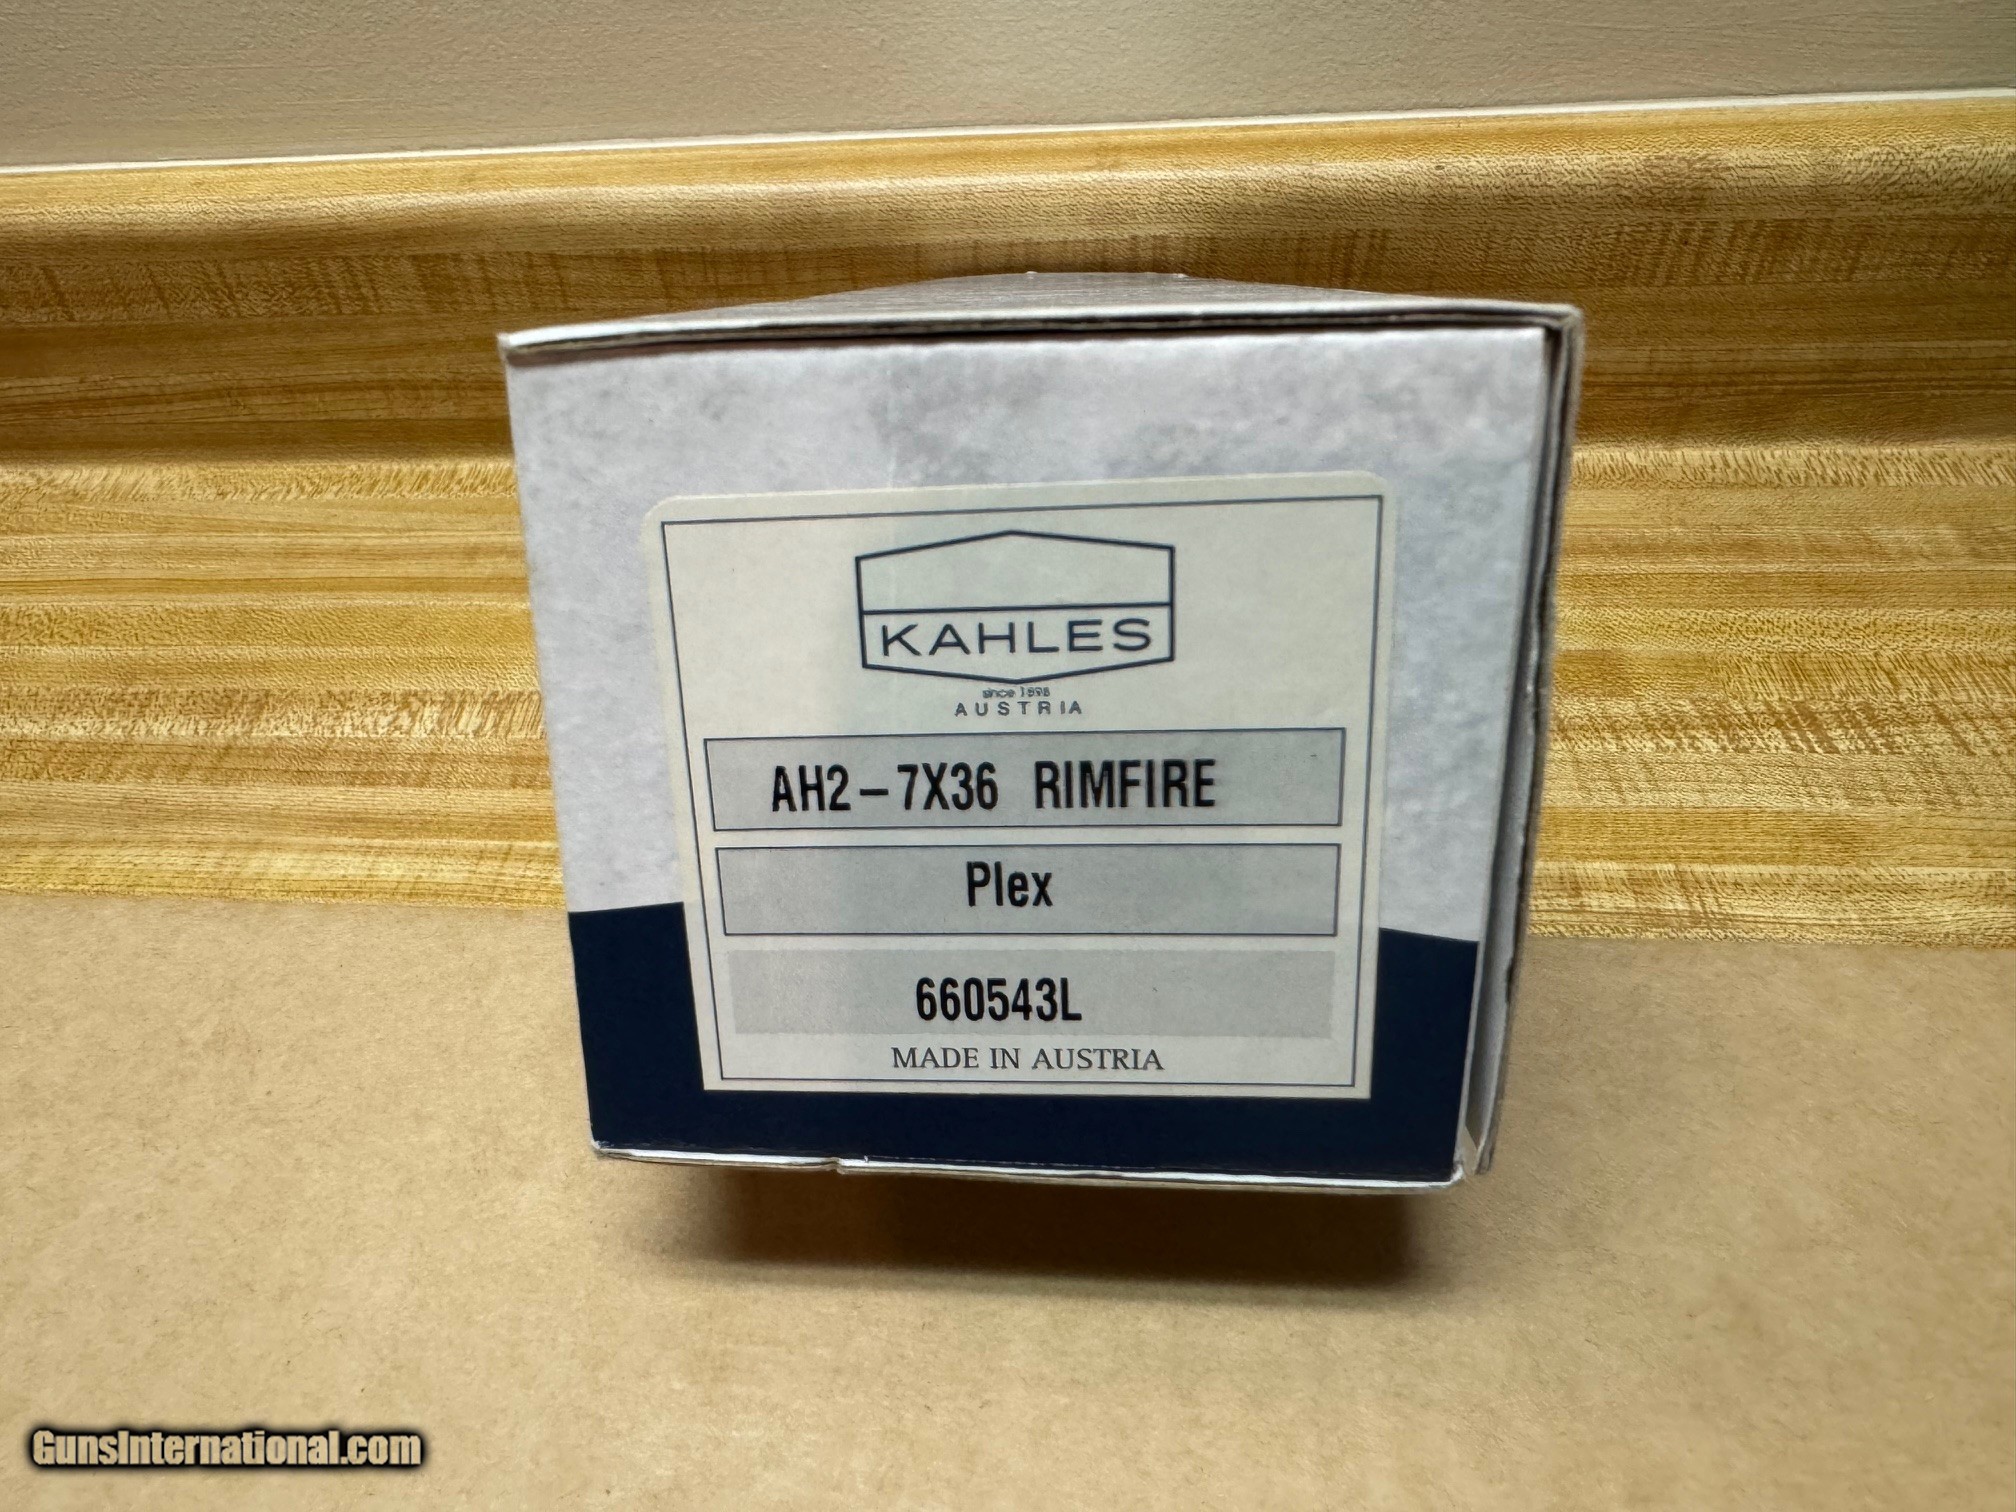 KAHLES
since 1898
AUSTRIA
AH2-7X36 RIMFIRE
Plex
660543L
MADE IN AUSTRIA
GunsInternational.com